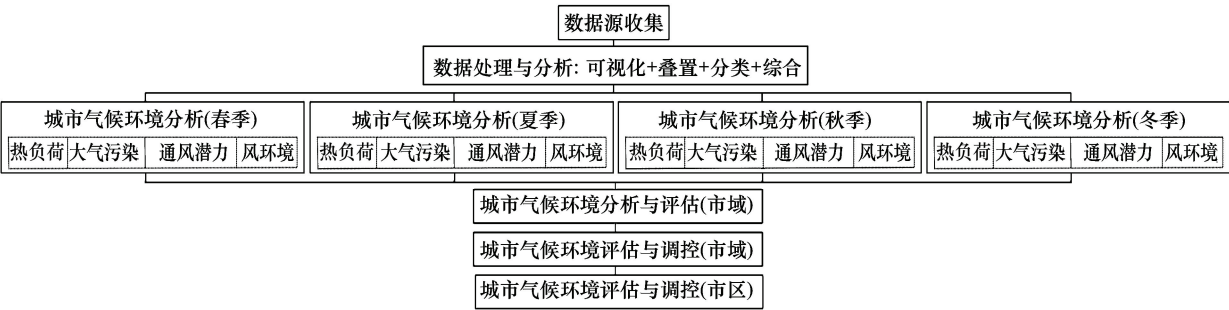 数据源收集
数据处理与分析: 可视化+叠置+分类+综合
城市气候环境分析(春季)
热负荷 大气污染 通风潜力 风环境
城市气候环境分析(夏季)
热负荷 大气污染 通风潜力 风环境
城市气候环境分析(秋季)
热负荷 大气污染 通风潜力 风环境
城市气候环境分析(冬季)
热负荷 大气污染 通风潜力 风环境
城市气候环境分析与评估(市域)
城市气候环境评估与调控(市域)
城市气候环境评估与调控(市区)